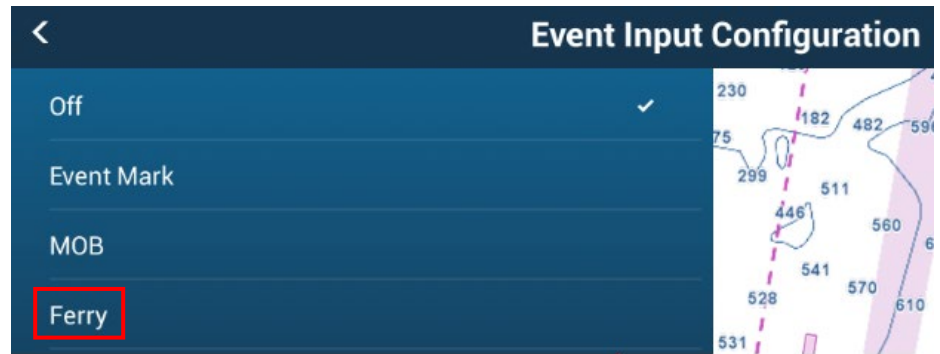 Event Input Configuration
Off
Event Mark
MOB
Ferry
230
182
482
75
299
511
446
560
541
570
528
610
531